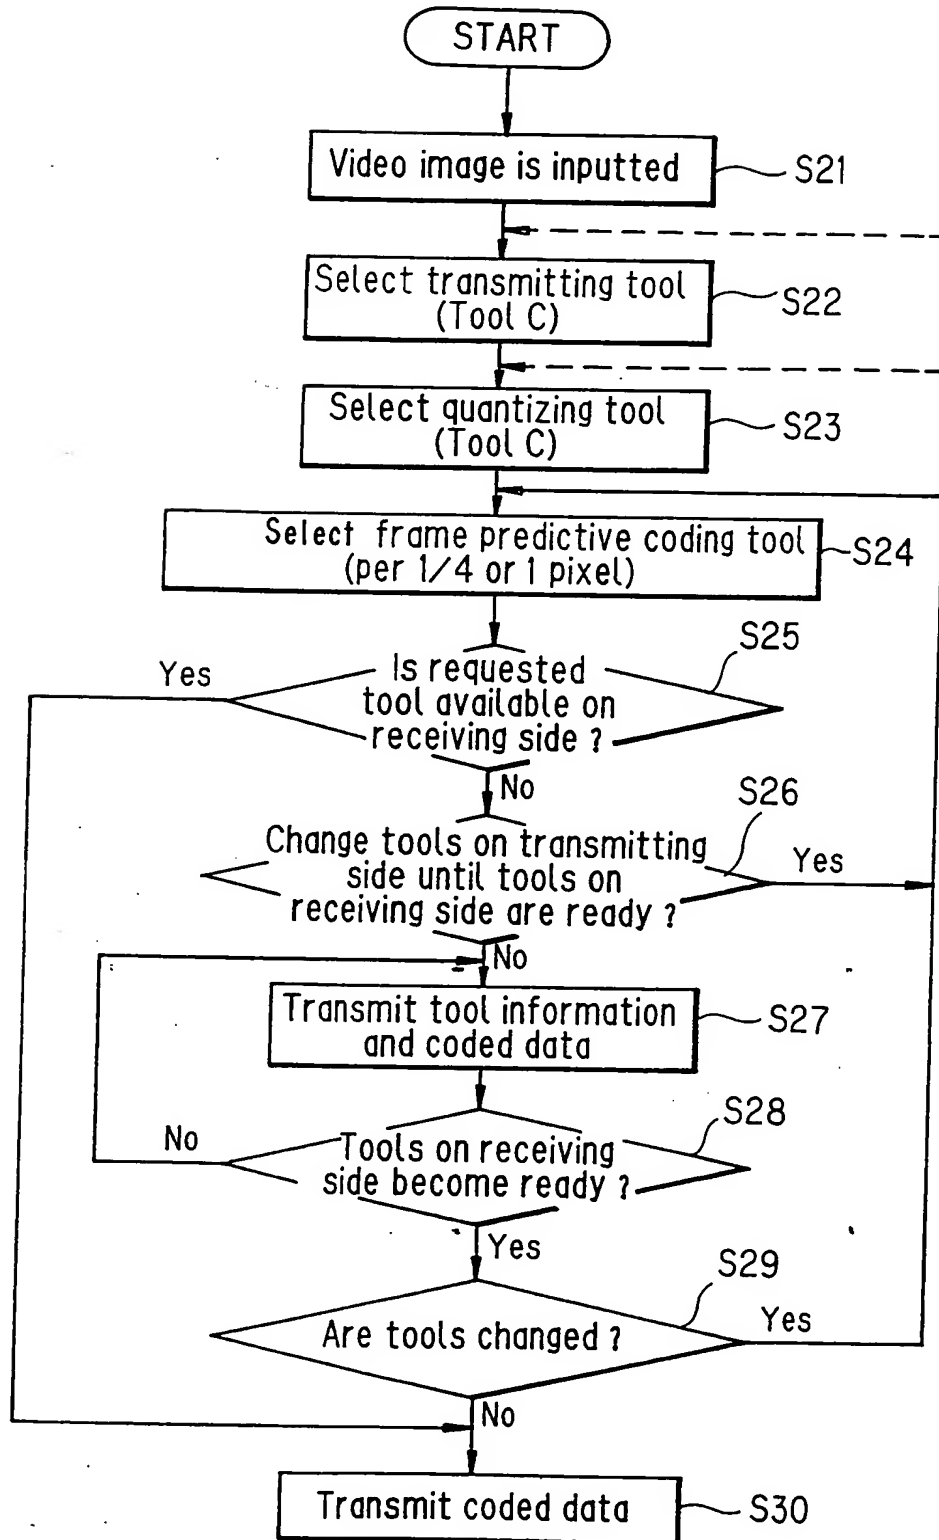 START
Video image is inputted
S21
Select transmitting tool
(Tool C)
S22
Select quantizing tool
(Tool C)
S23
Select frame predictive coding tool
(per 1/4 or 1 pixel)
S24
S25
Yes
Is requested
tool available on
receiving side ?
No
S26
Change tools on transmitting
side until tools on
receiving side are ready ?
Yes
No
Transmit tool information
and coded data
S27
S28
No
Tools on receiving
side become ready ?
Yes
S29
Are tools changed ?
Yes
No
Transmit coded data
S30